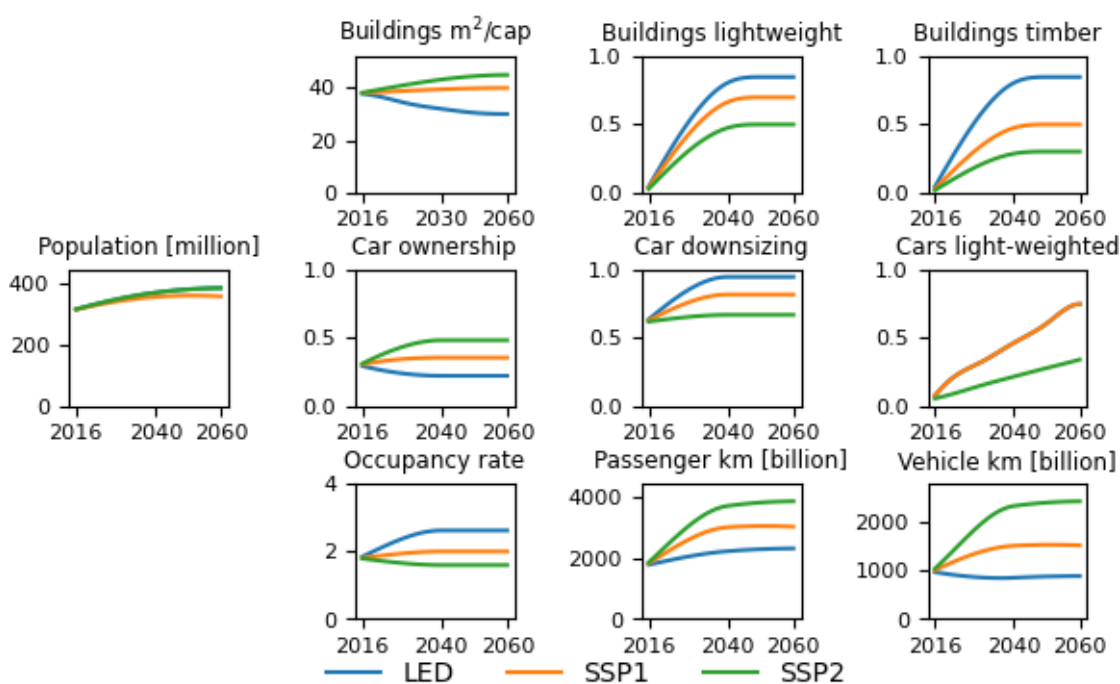 Buildings m²/cap Buildings lightweight Buildings timber
40
20
0
2016 2030 2060
1.0
0.5
0.0
2016 2040 2060
1.0
0.5
0.0
2016 2040 2060
Population [million] Car ownership Car downsizing Cars light-weighted
400
200
0
2016 2040 2060
1.0
0.5
0.0
2016 2040 2060
1.0
0.5
0.0
2016 2040 2060
1.0
0.5
0.0
2016 2040 2060
Occupancy rate Passenger km [billion] Vehicle km [billion]
4
2
0
2016 2040 2060
4000
2000
0
2016 2040 2060
2000
1000
0
2016 2040 2060
LED SSP1 SSP2